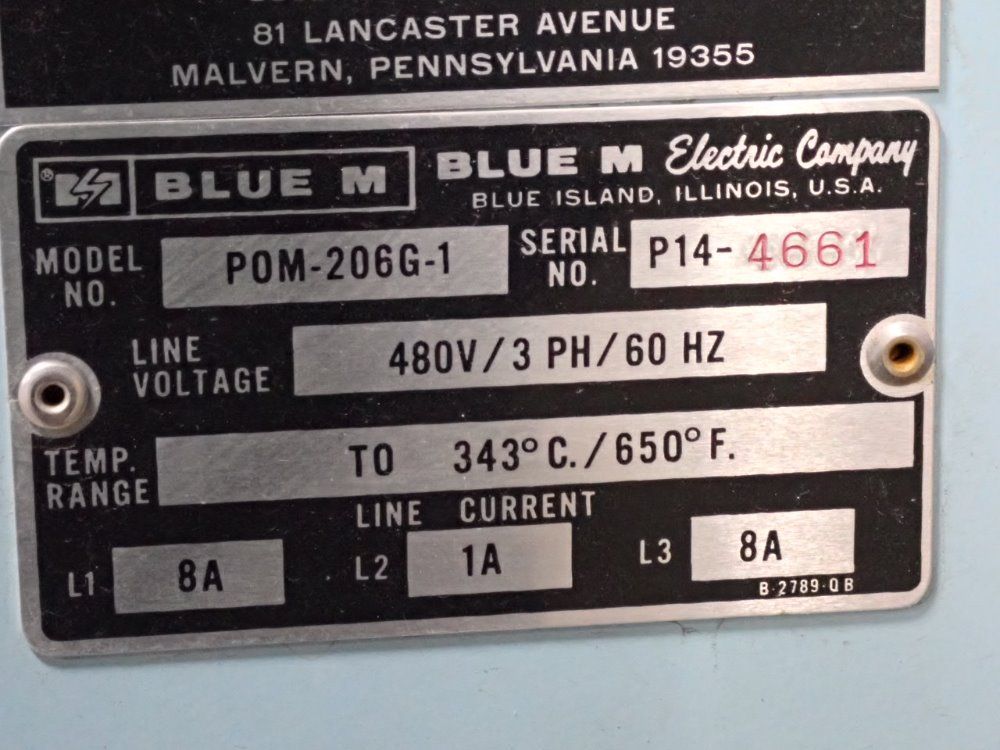 81 LANCASTER AVENUE
MALVERN, PENNSYLVANIA 19355
® BLUE M BLUE M Electric Company
BLUE ISLAND, ILLINOIS, U.S.A.
MODEL NO. POM-206G-1 SERIAL NO. P14-4661
LINE VOLTAGE 480V/3 PH/60 HZ
TEMP. RANGE TO 343°C./650°F.
LINE CURRENT
L1 8A L2 1A L3 8A
B-2789-QB